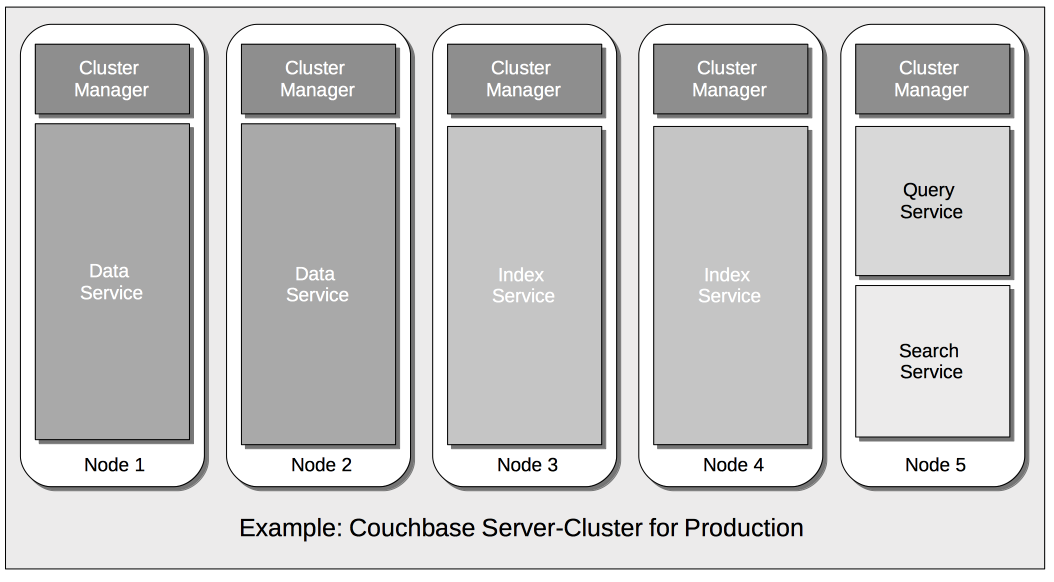 Cluster
Manager
Data
Service
Node 1
Cluster
Manager
Data
Service
Node 2
Cluster
Manager
Index
Service
Node 3
Cluster
Manager
Index
Service
Node 4
Cluster
Manager
Query
Service
Search
Service
Node 5
Example: Couchbase Server-Cluster for Production